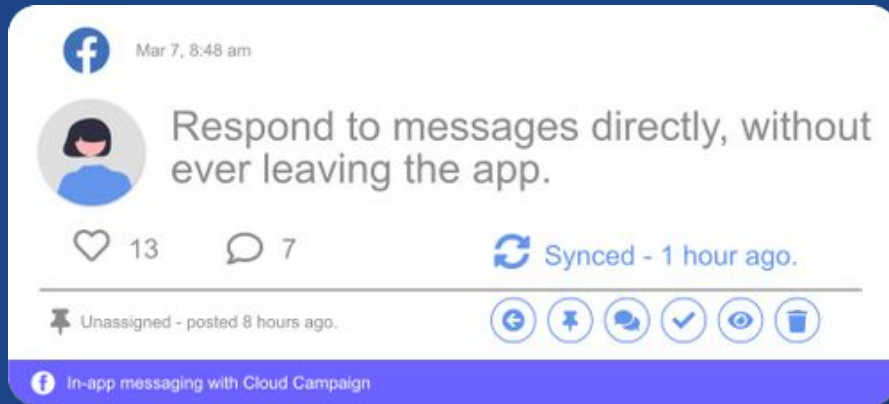 Mar 7, 8:48 am
Respond to messages directly, without
ever leaving the app.
13
7
Synced - 1 hour ago.
Unassigned - posted 8 hours ago.
In-app messaging with Cloud Campaign